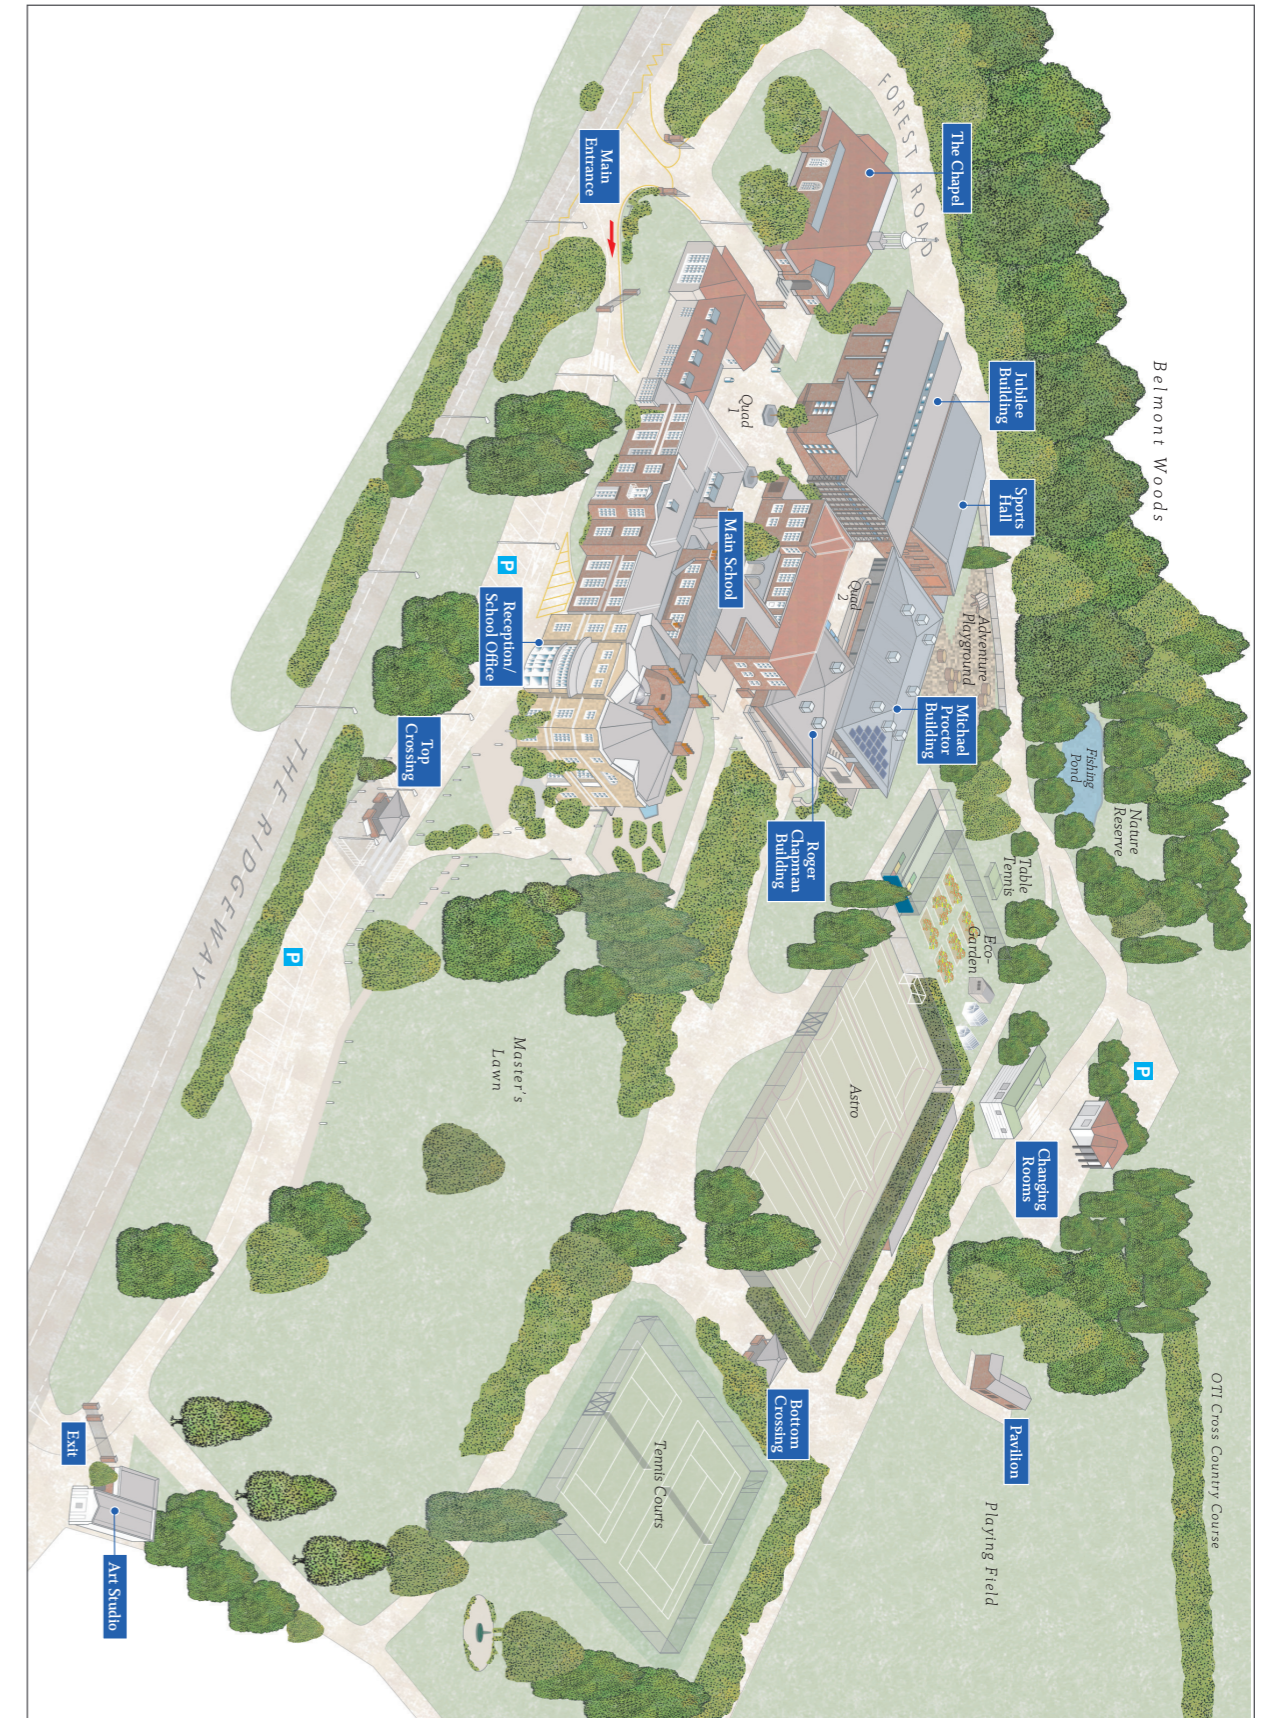 OTI Cross Country Course
Belmont Woods
P
Nature
Reserve
Fishing
Pond
Changing
Rooms
Table
Tennis
Jubilee
Building
Sports
Hall
Pavilion
Playing Field
Adventure
Playground
Eco-
Garden
The Chapel
Michael
Proctor
Building
FOREST ROAD
Quad
2
Astro
Roger
Chapman
Building
Bottom
Crossing
Quad
1
Main School
Tennis Courts
Main
Entrance
Master's
Lawn
P
Reception/
School Office
Top
Crossing
P
THE RIDGEWAY
Art Studio
Exit